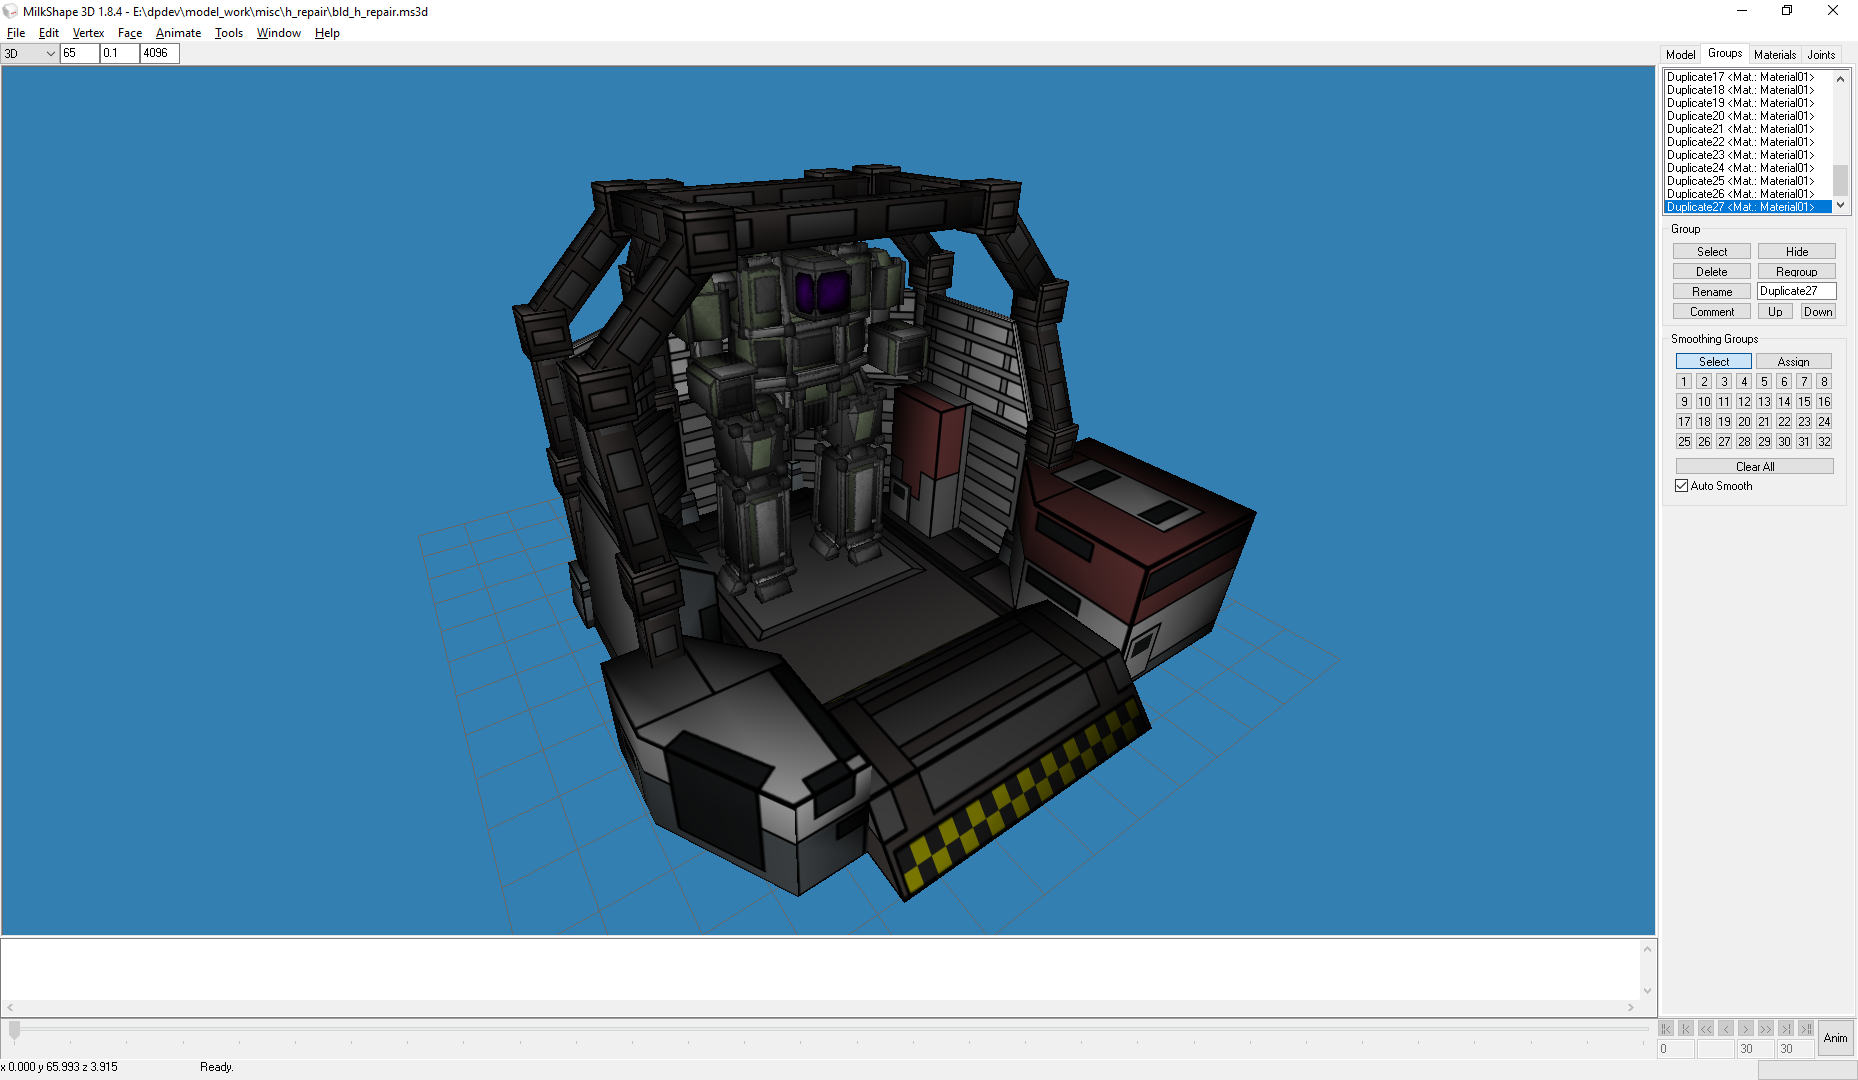 MilkShape 3D 1.8.4 - E:\dpdev\model_work\misc\h_repair\bld_h_repair.ms3d
File Edit Vertex Face Animate Tools Window Help
3D 65 0.1 4096
Model Groups Materials Joints
Duplicate17 <Mat.: Material01>
Duplicate18 <Mat.: Material01>
Duplicate19 <Mat.: Material01>
Duplicate20 <Mat.: Material01>
Duplicate21 <Mat.: Material01>
Duplicate22 <Mat.: Material01>
Duplicate23 <Mat.: Material01>
Duplicate24 <Mat.: Material01>
Duplicate25 <Mat.: Material01>
Duplicate26 <Mat.: Material01>
Duplicate27 <Mat.: Material01>
Group
Select Hide
Delete Regroup
Rename Duplicate27
Comment Up Down
Smoothing Groups
Select Assign
1 2 3 4 5 6 7 8
9 10 11 12 13 14 15 16
17 18 19 20 21 22 23 24
25 26 27 28 29 30 31 32
Clear All
Auto Smooth
Anim
0 30 30
x 0.000 y 65.993 z 3.915 Ready.